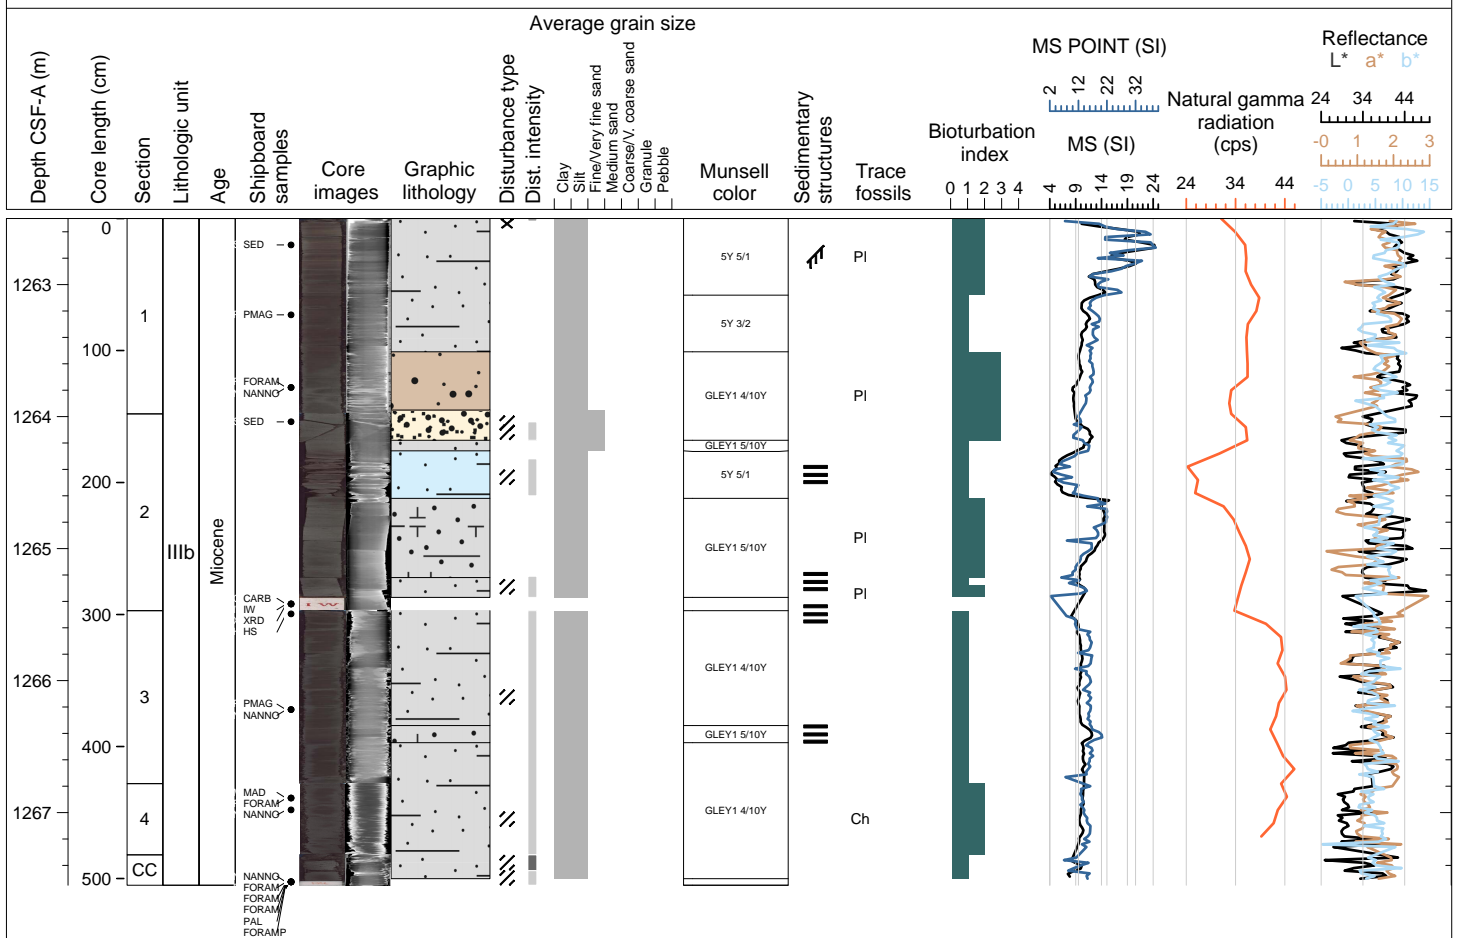 Average grain size
Depth CSF-A (m)
Core length (cm)
Section
Lithologic unit
Age
Shipboard
samples
Core
images
Graphic
lithology
Disturbance type
Dist. intensity
Clay
Silt
Fine/Very fine sand
Medium sand
Coarse/V. coarse sand
Granule
Pebble
Munsell
color
Sedimentary
structures
Trace
fossils
Bioturbation
index
0 1 2 3 4
MS POINT (SI)
2 12 22 32
MS (SI)
4 9 14 19 24
Natural gamma
radiation
(cps)
24 34 44
Reflectance
L* a* b*
24 34 44
-0 1 2 3
-5 0 5 10 15
0
100
200
300
400
500
1263
1264
1265
1266
1267
1
2
3
4
CC
IIIb
Miocene
SED
PMAG
FORAM
NANNO
SED
CARB
IW
XRD
HS
PMAG
NANNO
MAD
FORAM
NANNO
NANNO
FORAM
FORAM
FORAM
PAL
FORAMP
I W
5Y 5/1
5Y 3/2
GLEY1 4/10Y
GLEY1 5/10Y
5Y 5/1
GLEY1 5/10Y
GLEY1 4/10Y
GLEY1 5/10Y
GLEY1 4/10Y
Pl
Pl
Pl
Pl
Ch